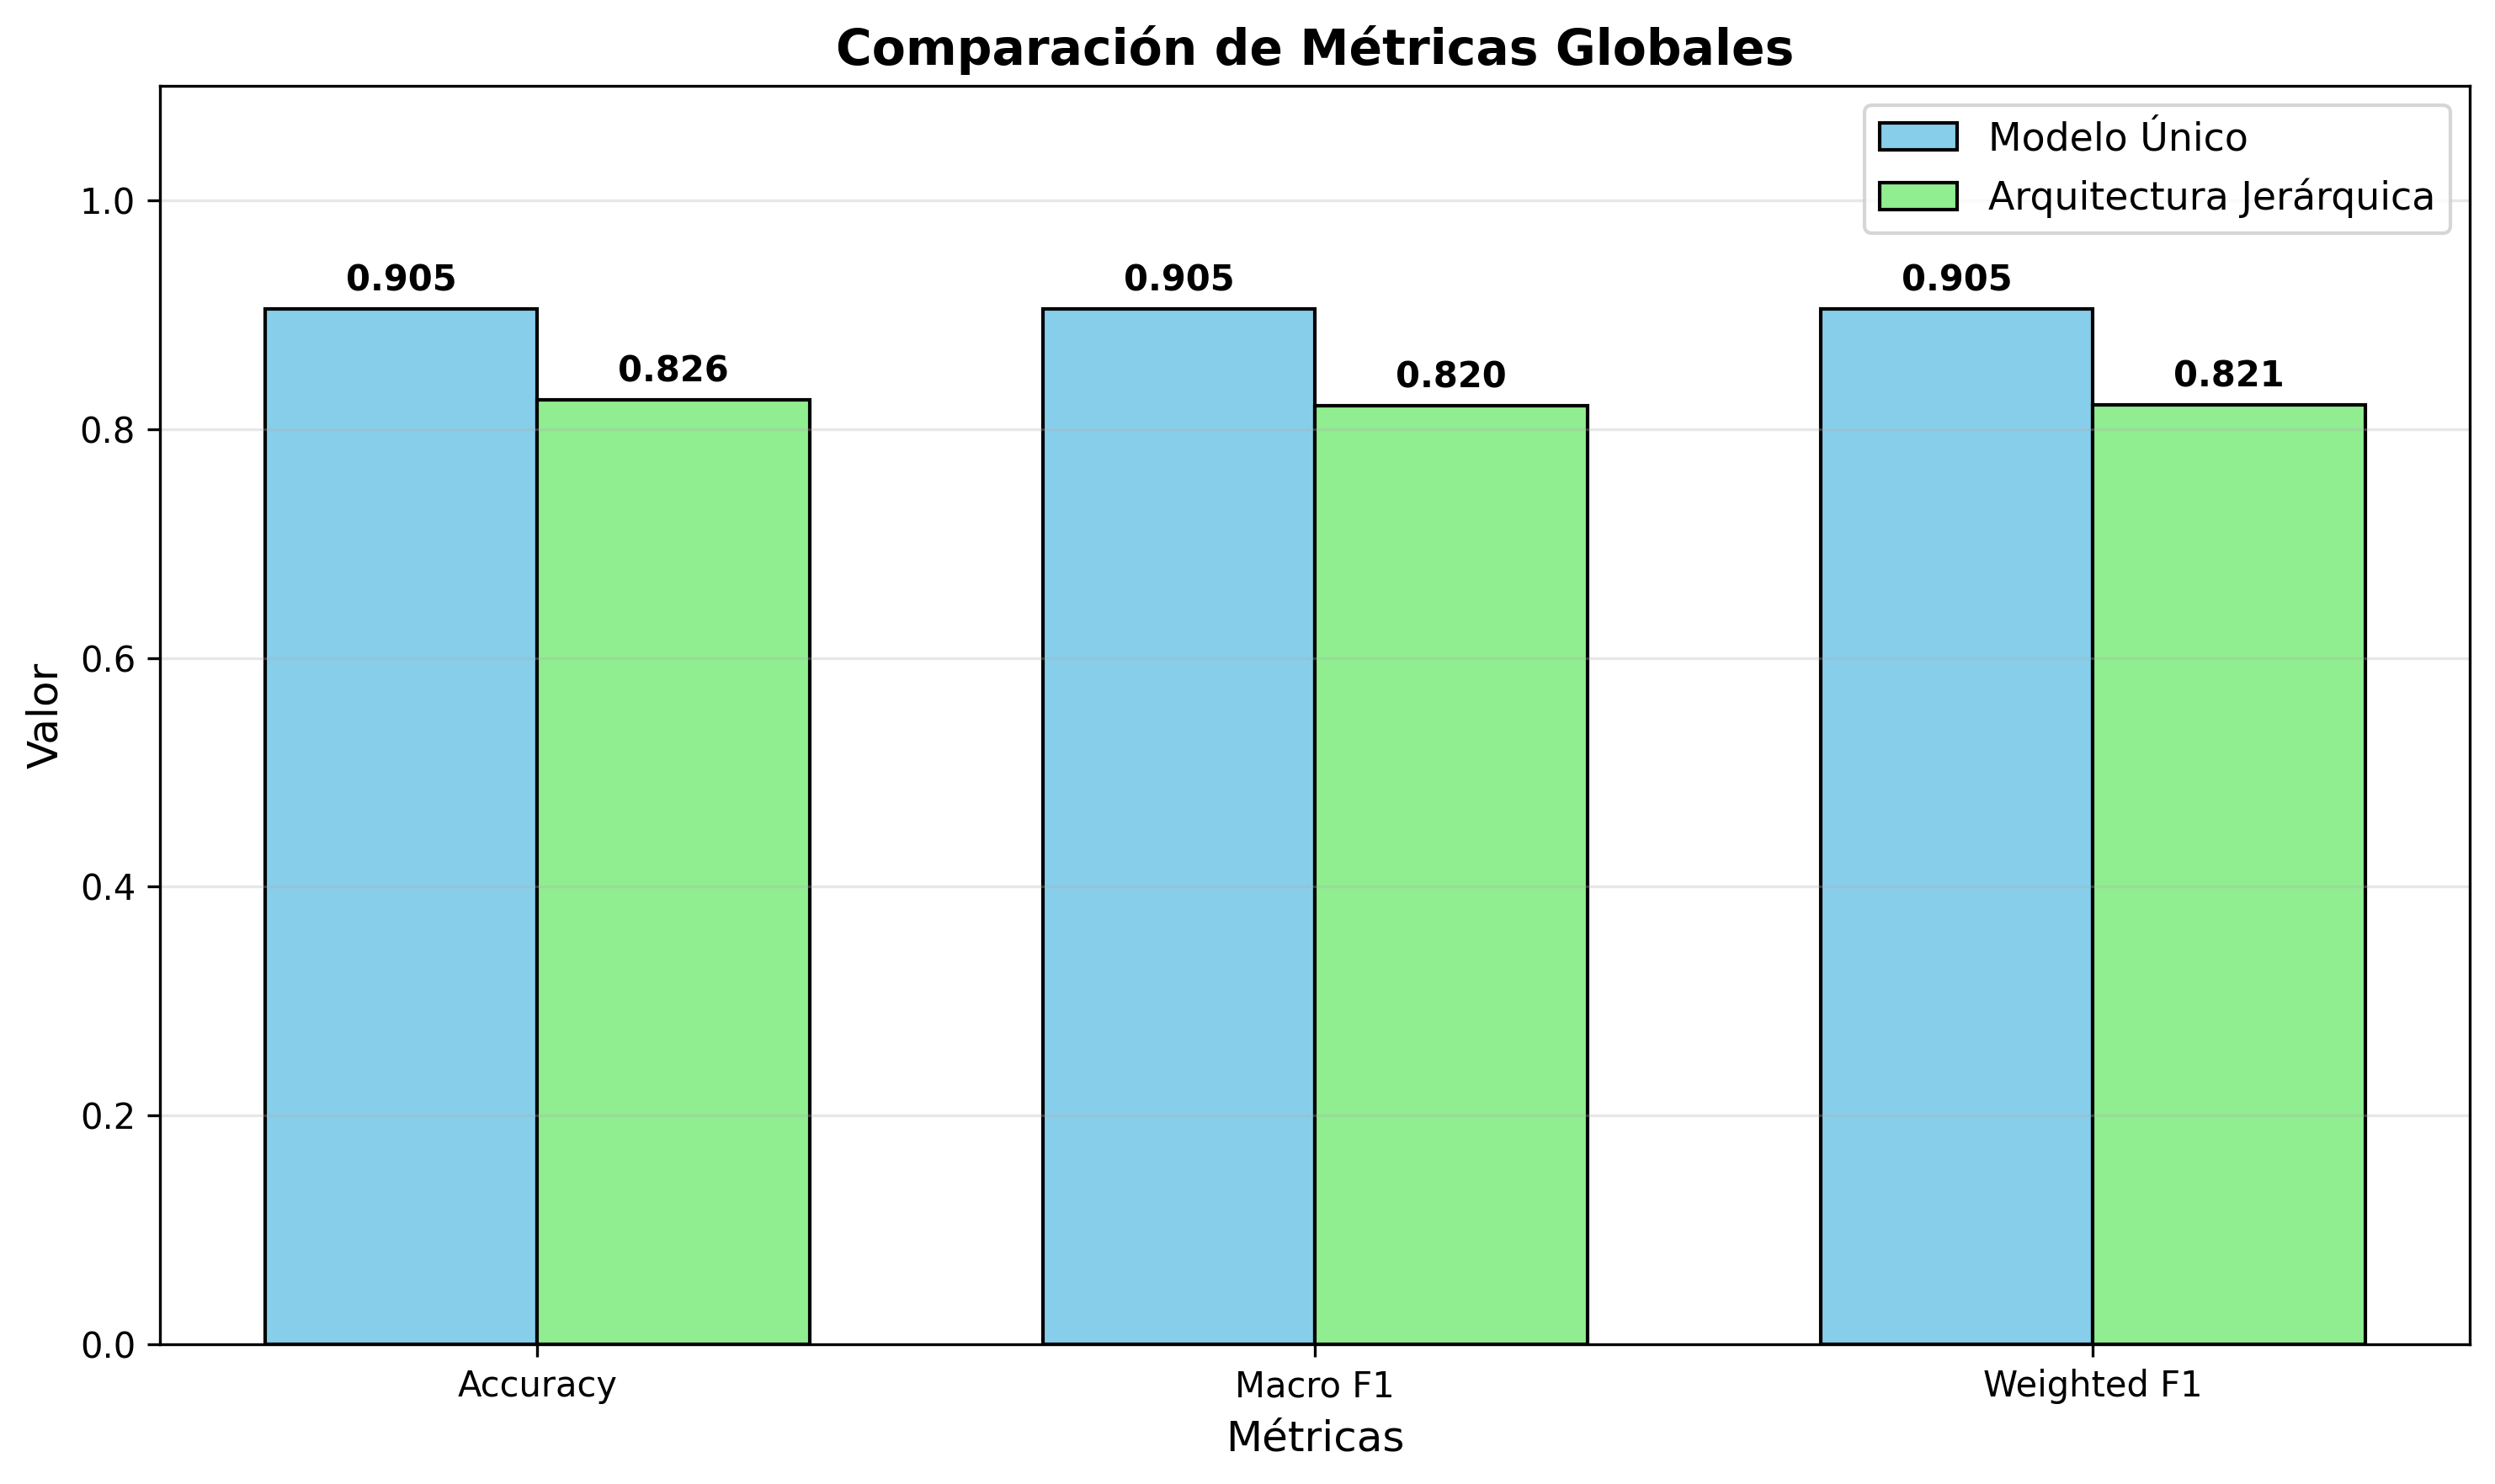 Comparación de Métricas Globales
Modelo Único
Arquitectura Jerárquica
1.0
0.8
0.6
0.4
0.2
0.0
Valor
0.905
0.826
0.905
0.820
0.905
0.821
Accuracy
Macro F1
Weighted F1
Métricas